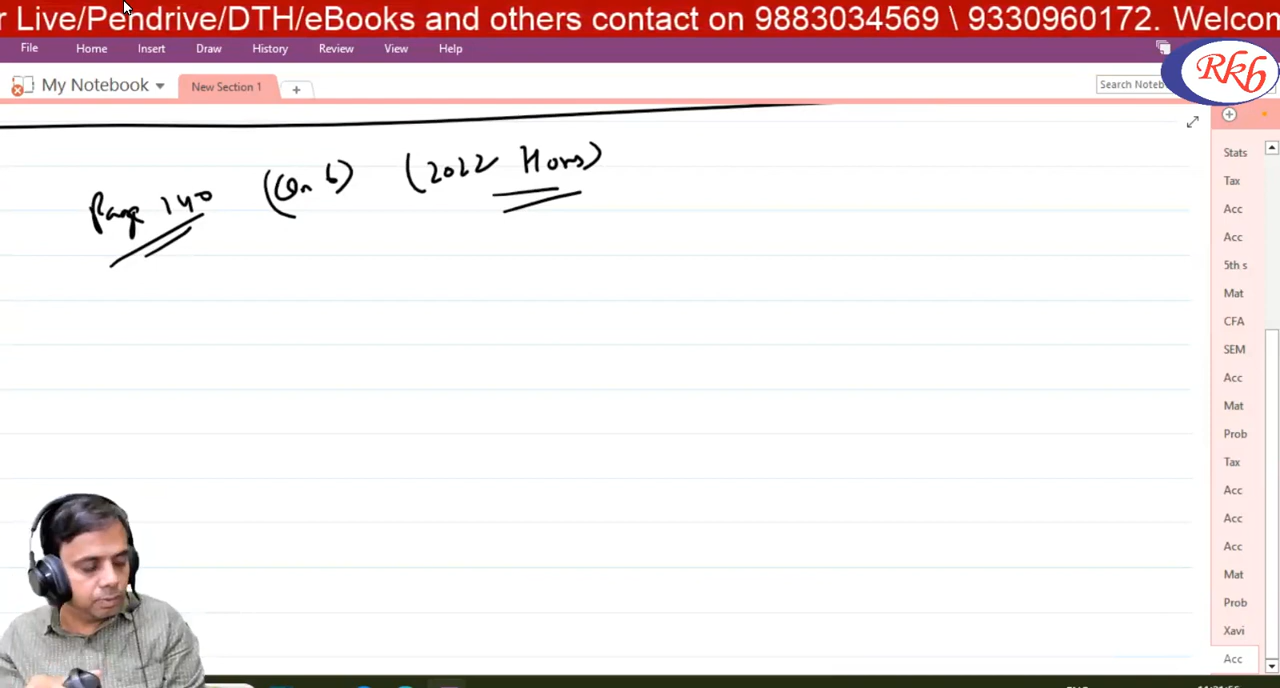 r Live/Pendrive/DTH/eBooks and others contact on 9883034569 \ 9330960172. Welcon
File Home Insert Draw History Review View Help
Rkb
My Notebook New Section 1 +
Search Noteb
Page 140 (Qn 6) (2022 Hons)
Stats
Tax
Acc
Acc
5th s
Mat
CFA
SEM
Acc
Mat
Prob
Tax
Acc
Acc
Acc
Mat
Prob
Xavi
Acc